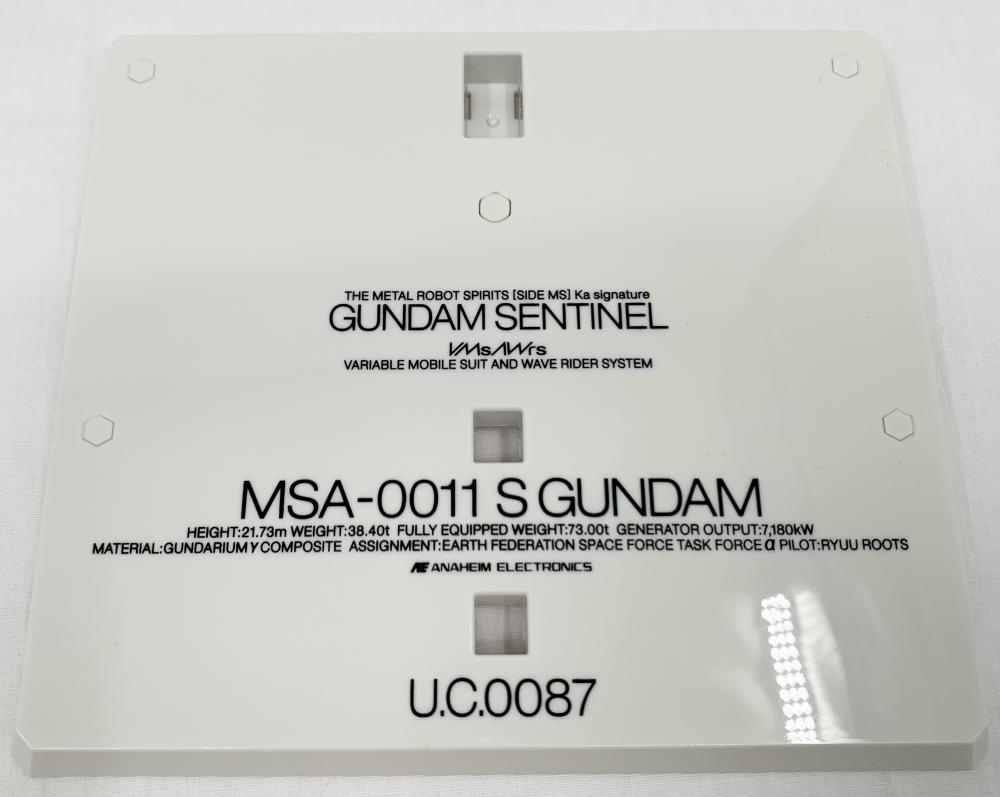 THE METAL ROBOT SPIRITS [SIDE MS] Ka signature
GUNDAM SENTINEL
VMsAWrs
VARIABLE MOBILE SUIT AND WAVE RIDER SYSTEM
MSA-0011 S GUNDAM
HEIGHT:21.73m WEIGHT:38.40t FULLY EQUIPPED WEIGHT:73.00t GENERATOR OUTPUT:7,180kW
MATERIAL:GUNDARIUM γ COMPOSITE ASSIGNMENT:EARTH FEDERATION SPACE FORCE TASK FORCE α PILOT:RYUU ROOTS
AE ANAHEIM ELECTRONICS
U.C.0087